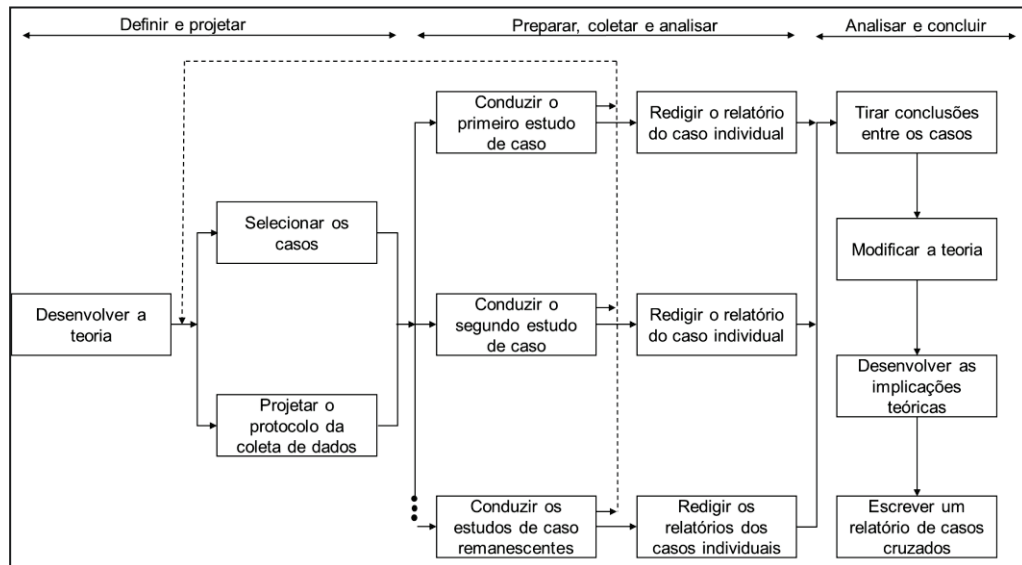 Definir e projetar
Preparar, coletar e analisar
Analisar e concluir
Desenvolver a
teoria
Selecionar os
casos
Projetar o
protocolo da
coleta de dados
Conduzir o
primeiro estudo
de caso
Redigir o relatório
do caso individual
Conduzir o
segundo estudo
de caso
Redigir o relatório
do caso individual
Conduzir os
estudos de caso
remanescentes
Redigir os
relatórios dos
casos individuais
Tirar conclusões
entre os casos
Modificar a teoria
Desenvolver as
implicações
teóricas
Escrever um
relatório de casos
cruzados